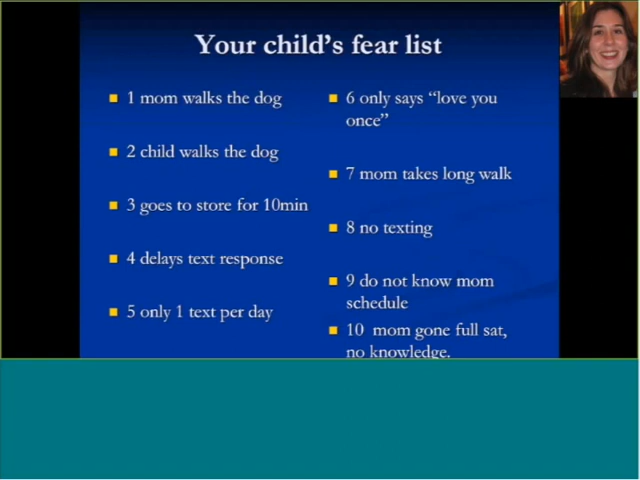 Your child's fear list
1 mom walks the dog
2 child walks the dog
3 goes to store for 10min
4 delays text response
5 only 1 text per day
6 only says “love you
once”
7 mom takes long walk
8 no texting
9 do not know mom
schedule
10 mom gone full sat,
no knowledge.